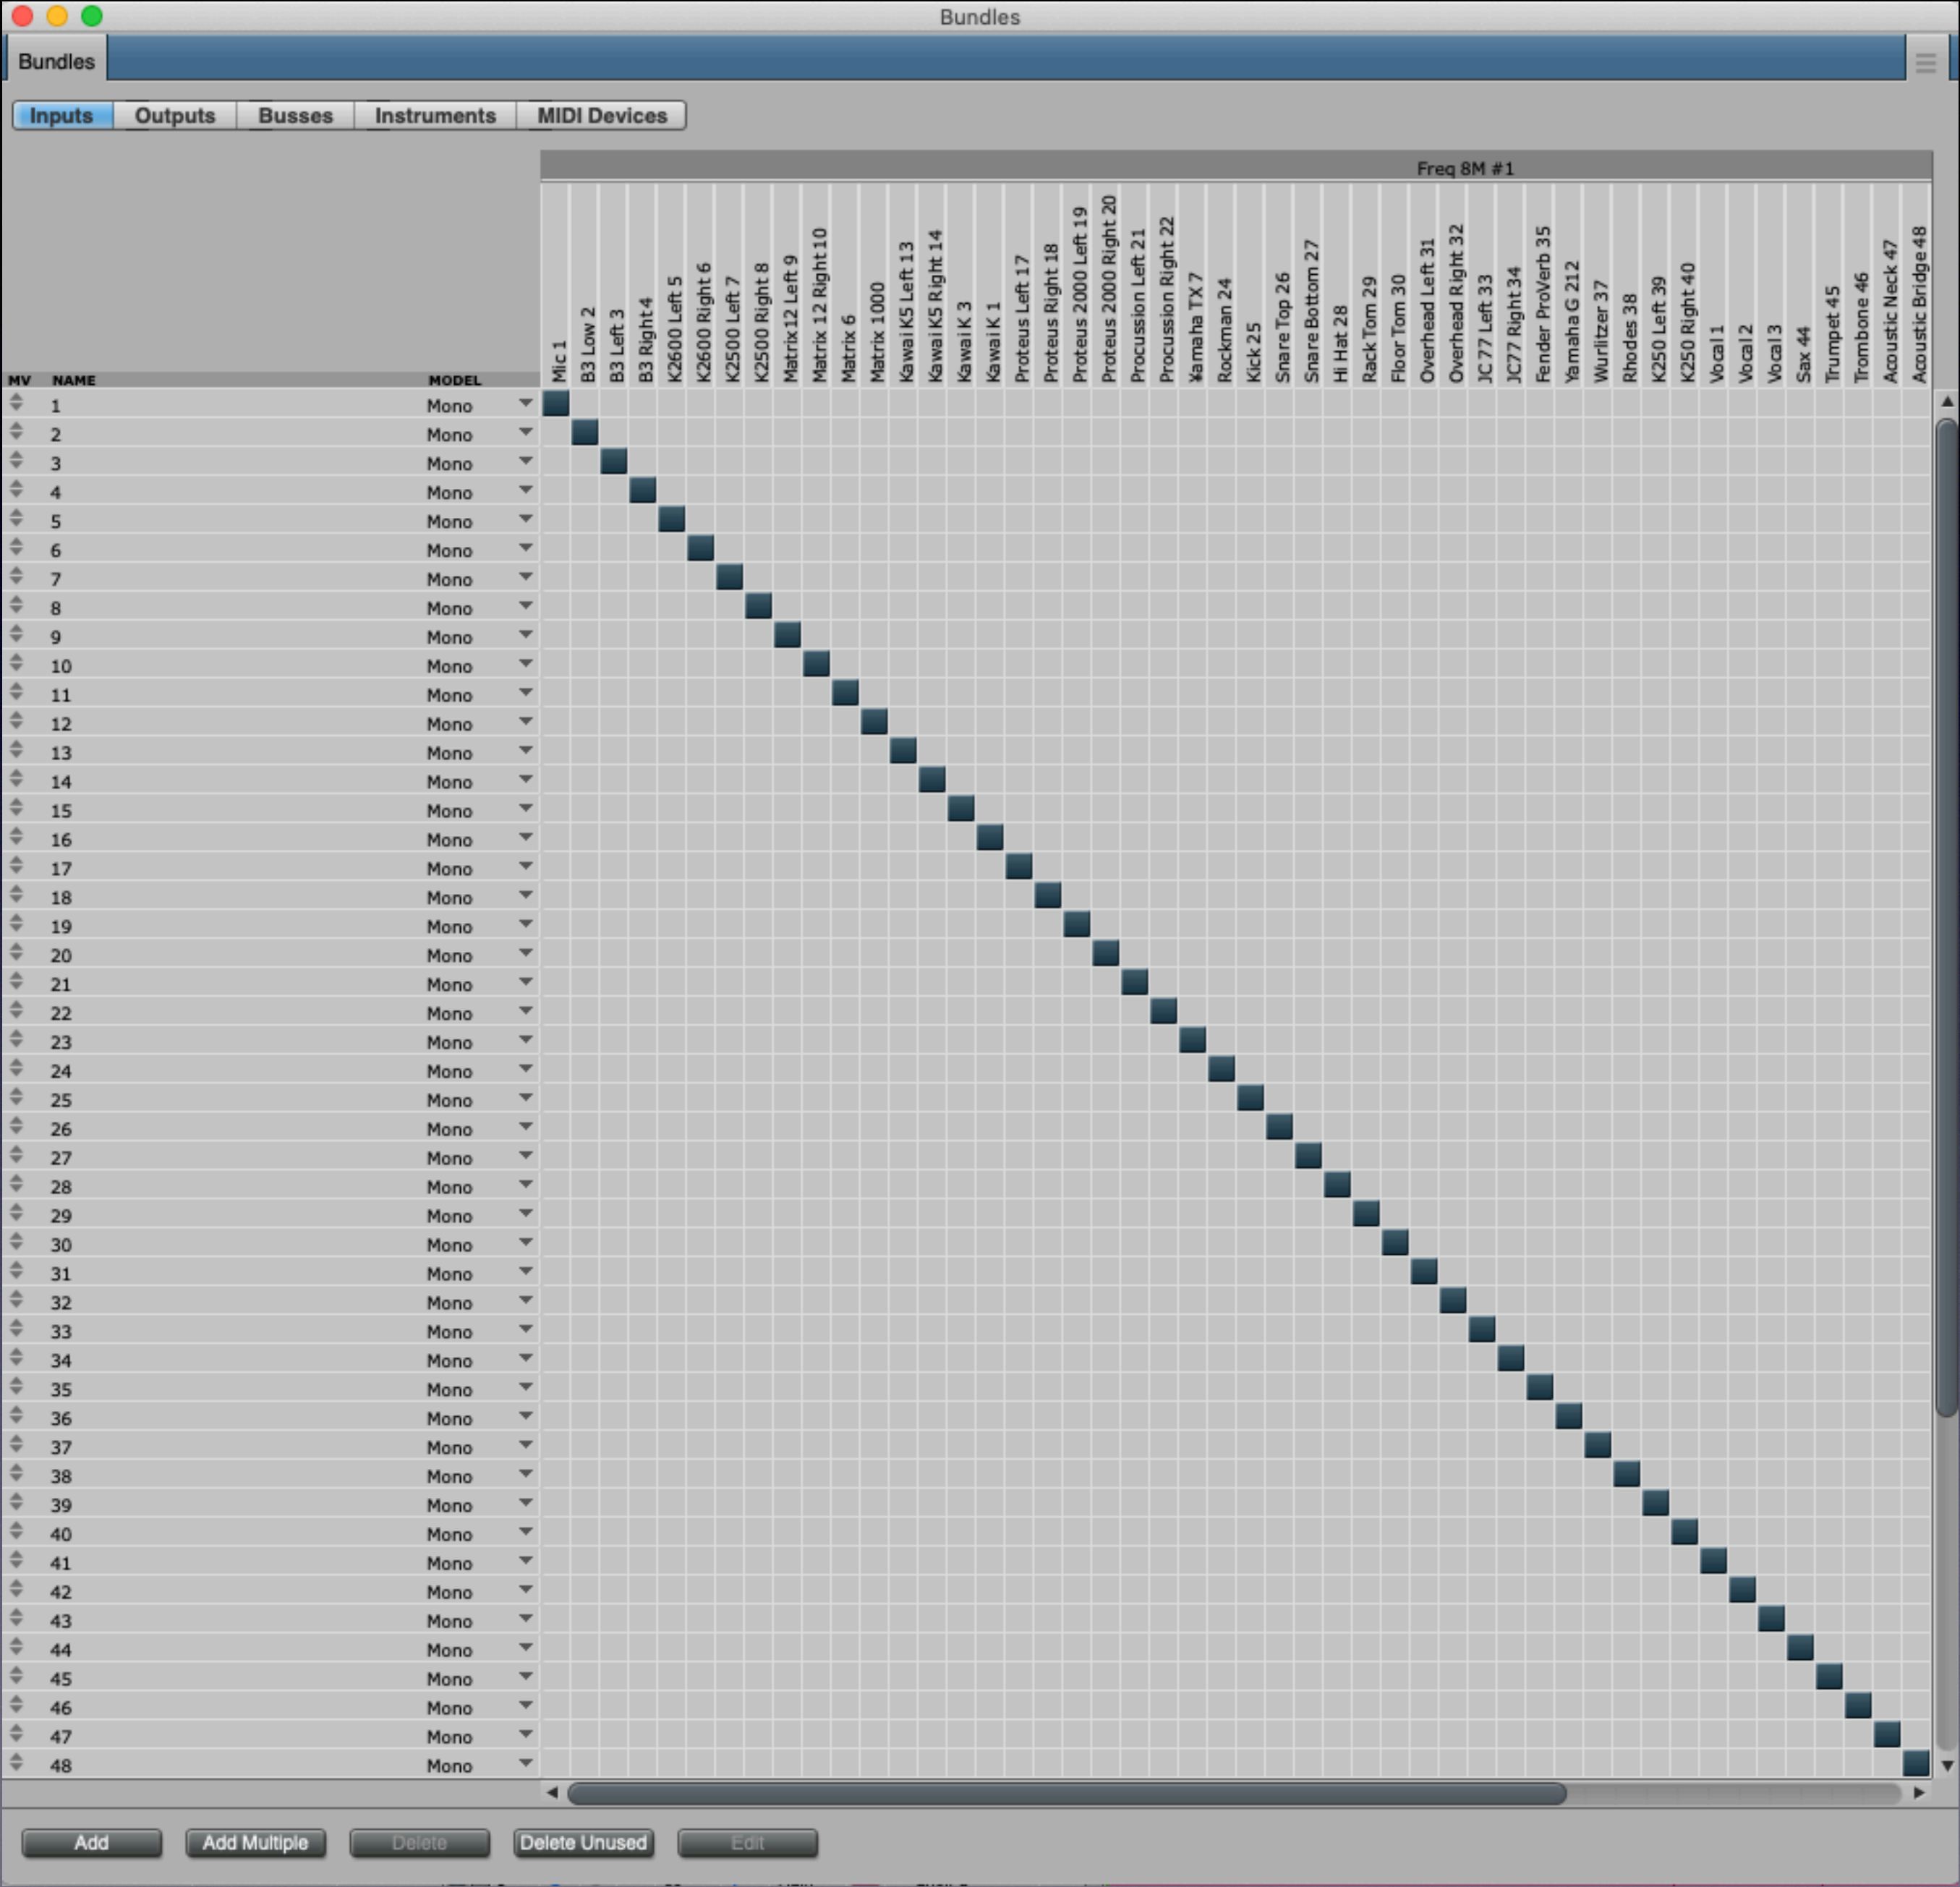 Bundles
Bundles
Inputs Outputs Busses Instruments MIDI Devices
Freq 8M #1
Mic 1
B3 Low 2
B3 Left 3
B3 Right 4
K2600 Left 5
K2600 Right 6
K2500 Left 7
K2500 Right 8
Matrix12 Left 9
Matrix 12 Right 10
Matrix 6
Matrix 1000
Kawai K5 Left 13
Kawai K5 Right 14
Kawai K 3
Kawai K 1
Proteus Left 17
Proteus Right 18
Proteus 2000 Left 19
Proteus 2000 Right 20
Procussion Left 21
Procussion Right 22
Yamaha TX 7
Rockman 24
Kick 25
Snare Top 26
Snare Bottom 27
Hi Hat 28
Rack Tom 29
Floor Tom 30
Overhead Left 31
Overhead Right 32
JC 77 Left 33
JC77 Right 34
Fender ProVerb 35
Yamaha G 212
Wurlitzer 37
Rhodes 38
K250 Left 39
K250 Right 40
Vocal 1
Vocal 2
Vocal 3
Sax 44
Trumpet 45
Trombone 46
Acoustic Neck 47
Acoustic Bridge 48
MV NAME MODEL
1 Mono
2 Mono
3 Mono
4 Mono
5 Mono
6 Mono
7 Mono
8 Mono
9 Mono
10 Mono
11 Mono
12 Mono
13 Mono
14 Mono
15 Mono
16 Mono
17 Mono
18 Mono
19 Mono
20 Mono
21 Mono
22 Mono
23 Mono
24 Mono
25 Mono
26 Mono
27 Mono
28 Mono
29 Mono
30 Mono
31 Mono
32 Mono
33 Mono
34 Mono
35 Mono
36 Mono
37 Mono
38 Mono
39 Mono
40 Mono
41 Mono
42 Mono
43 Mono
44 Mono
45 Mono
46 Mono
47 Mono
48 Mono
Add Add Multiple Delete Delete Unused Edit